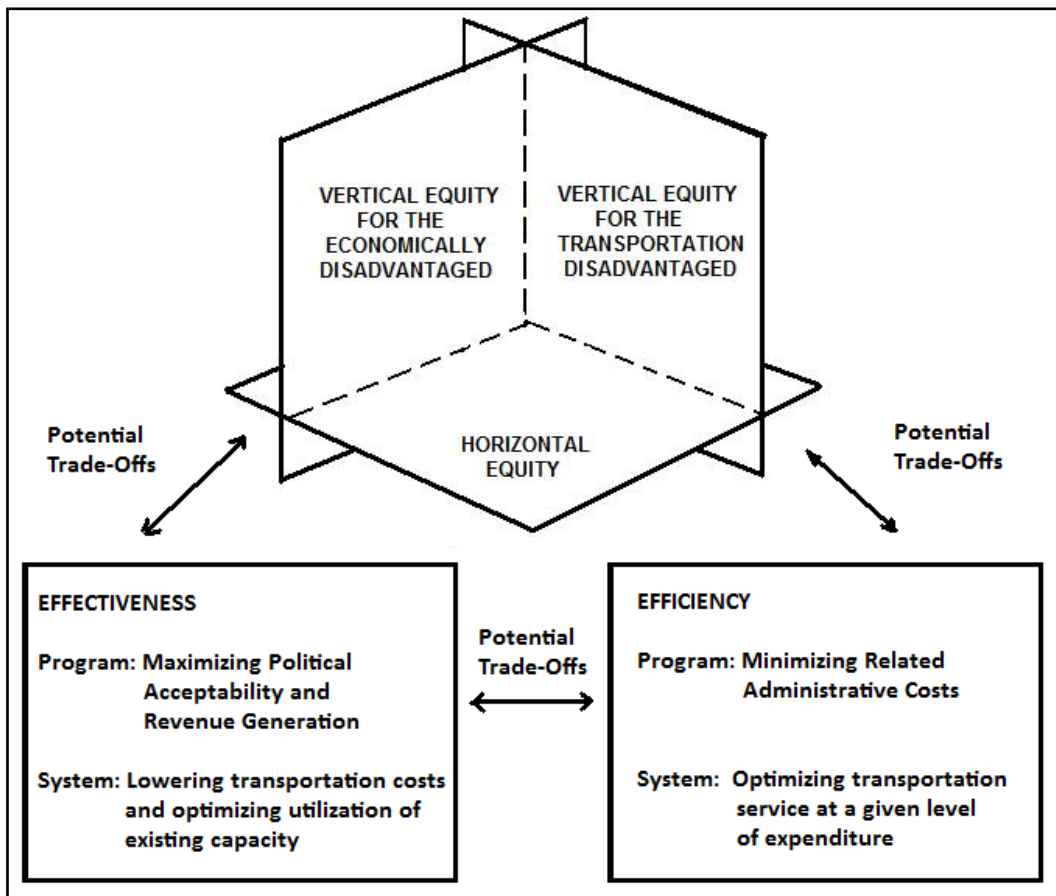 VERTICAL EQUITY
FOR THE
ECONOMICALLY
DISADVANTAGED
VERTICAL EQUITY
FOR THE
TRANSPORTATION
DISADVANTAGED
HORIZONTAL
EQUITY
Potential
Trade-Offs
Potential
Trade-Offs
EFFECTIVENESS
Program: Maximizing Political
Acceptability and
Revenue Generation
System: Lowering transportation costs
and optimizing utilization of
existing capacity
Potential
Trade-Offs
EFFICIENCY
Program: Minimizing Related
Administrative Costs
System: Optimizing transportation
service at a given level
of expenditure